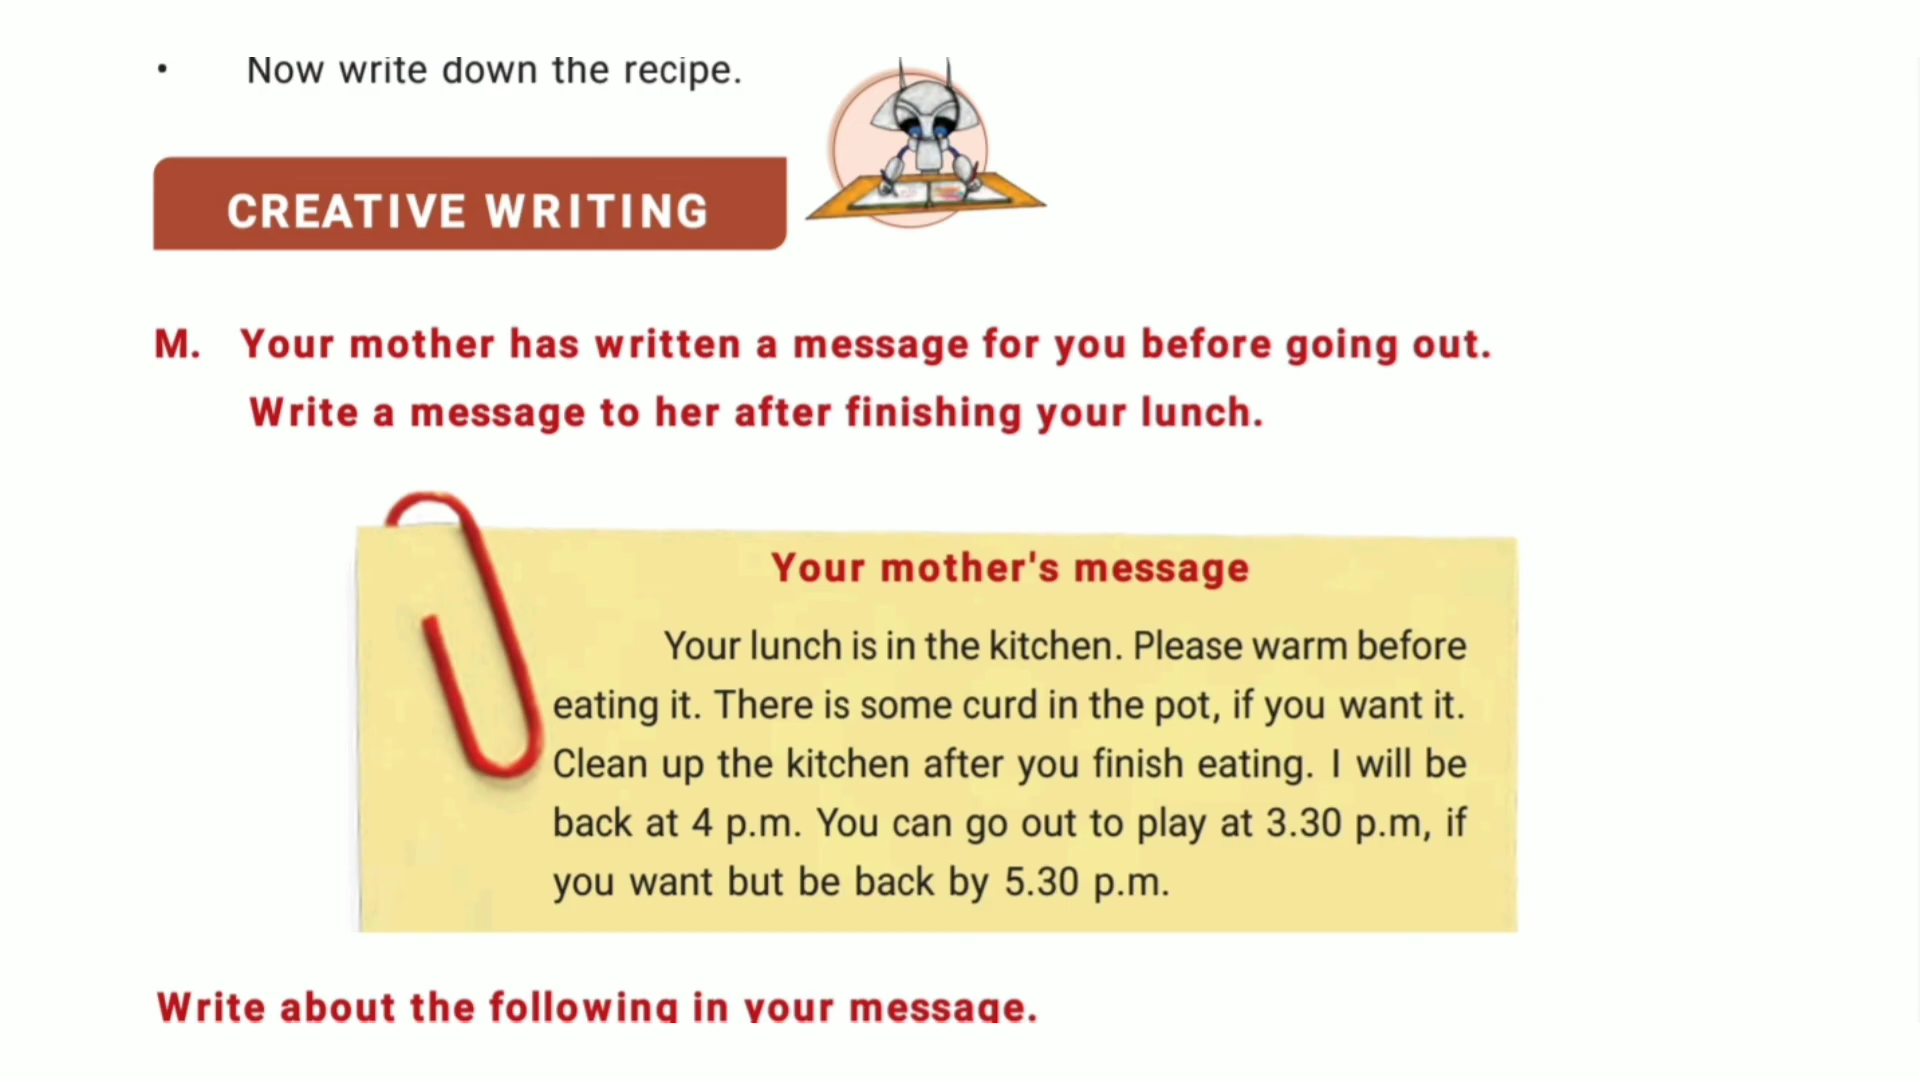 • Now write down the recipe.
CREATIVE WRITING
M. Your mother has written a message for you before going out.
Write a message to her after finishing your lunch.
Your mother's message
Your lunch is in the kitchen. Please warm before
eating it. There is some curd in the pot, if you want it.
Clean up the kitchen after you finish eating. I will be
back at 4 p.m. You can go out to play at 3.30 p.m, if
you want but be back by 5.30 p.m.
Write about the following in your message.